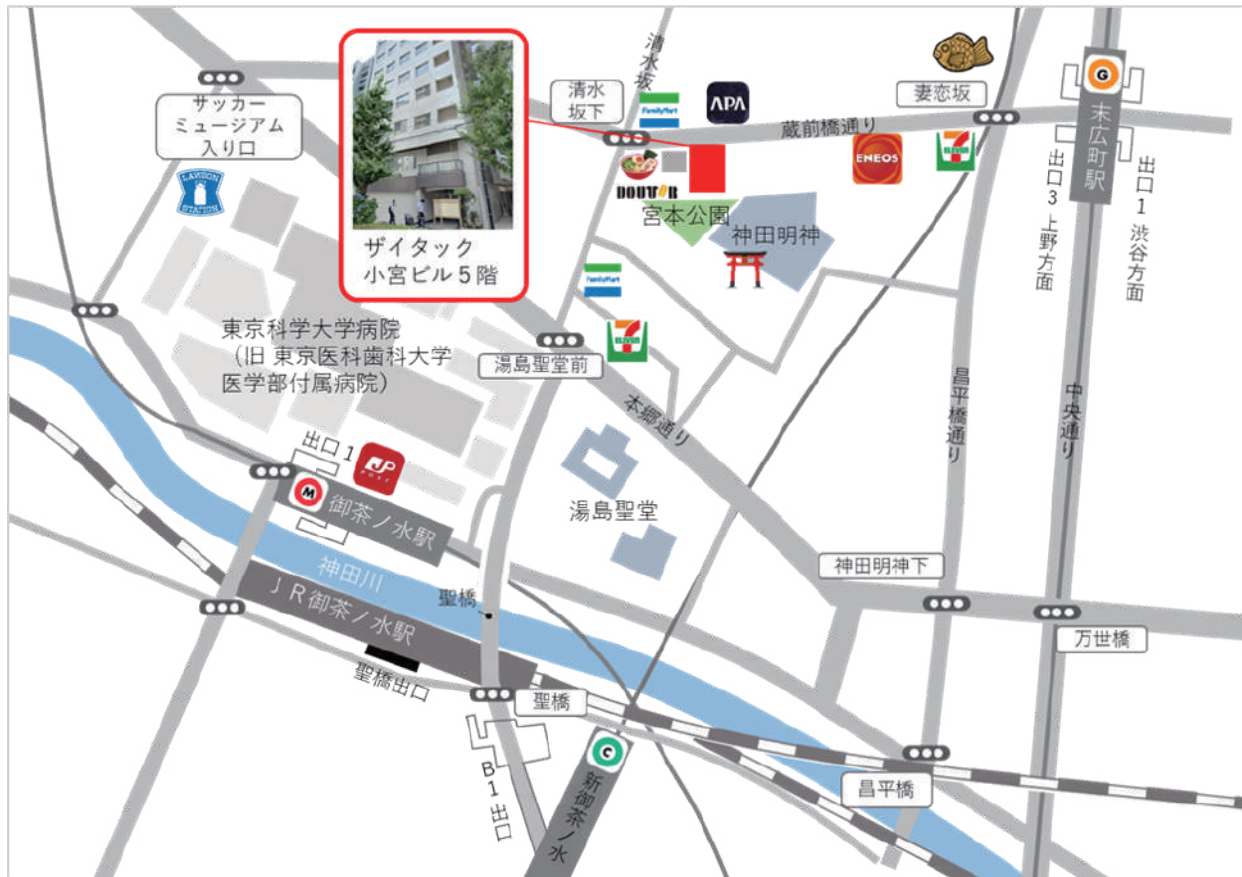 清水坂
サッカー
ミュージアム
入り口
LAWSON
STATION
ザイタック
小宮ビル5階
清水
坂下
FamilyMart
APA
蔵前橋通り
妻恋坂
G
末広町駅
出口1 渋谷方面
出口3 上野方面
ENEOS
7
ELEVEN
DOUTOR
宮本公園
神田明神
FamilyMart
7
ELEVEN
東京科学大学病院
（旧 東京医科歯科大学
医学部付属病院）
湯島聖堂前
本郷通り
昌平橋通り
中央通り
出口1
JP
POST
M
御茶ノ水駅
湯島聖堂
神田川
JR御茶ノ水駅
聖橋
神田明神下
万世橋
聖橋出口
聖橋
B1出口
C
新御茶ノ水
昌平橋